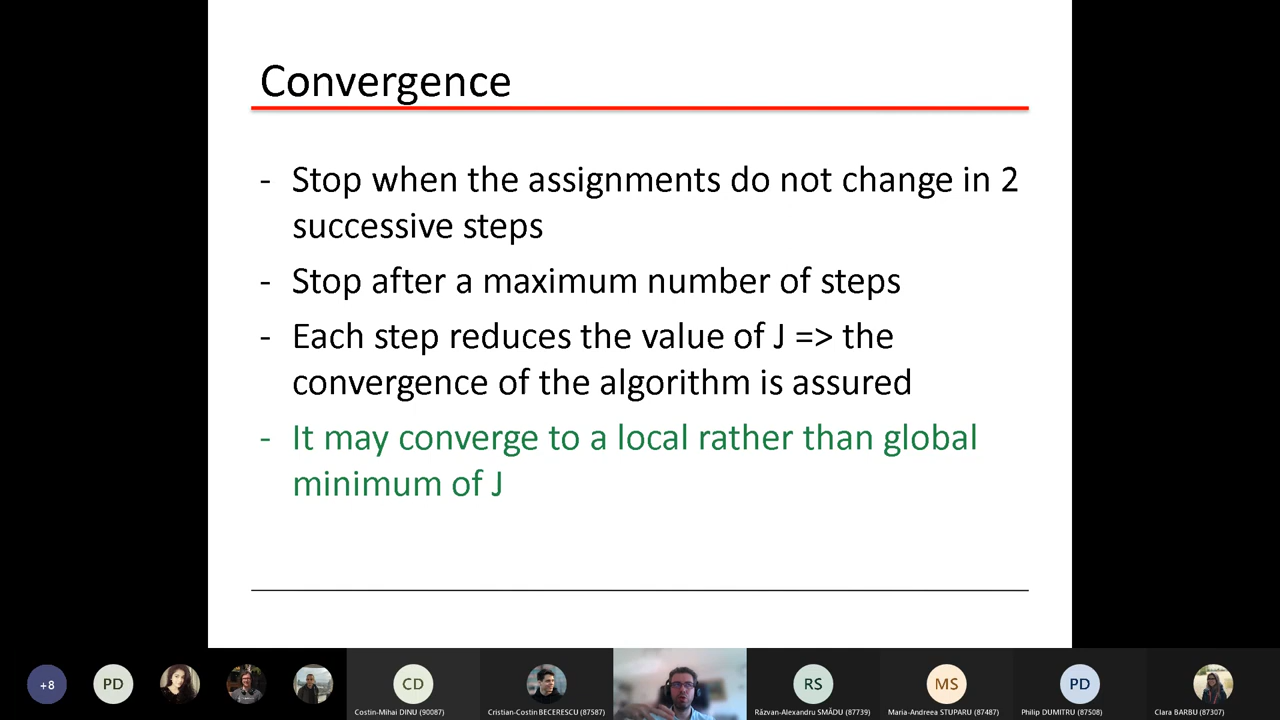 Convergence
- Stop when the assignments do not change in 2
successive steps
- Stop after a maximum number of steps
- Each step reduces the value of J => the
convergence of the algorithm is assured
- It may converge to a local rather than global
minimum of J
+8
PD
CD
RS
MS
PD
Costin-Mihai DINU (90087)
Cristian-Costin BECERESCU (87587)
Răzvan-Alexandru SMĂDU (87739)
Maria-Andreea STUPARU (87487)
Philip DUMITRU (87508)
Clara BARBU (87307)